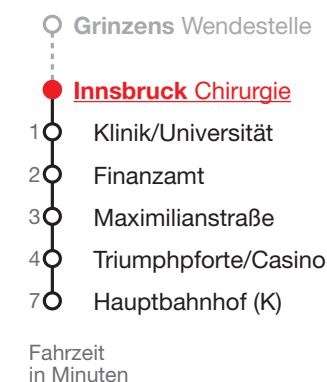 Grinzens Wendestelle
Innsbruck Chirurgie
1 Klinik/Universität
2 Finanzamt
3 Maximilianstraße
4 Triumphpforte/Casino
7 Hauptbahnhof (K)
Fahrzeit
in Minuten